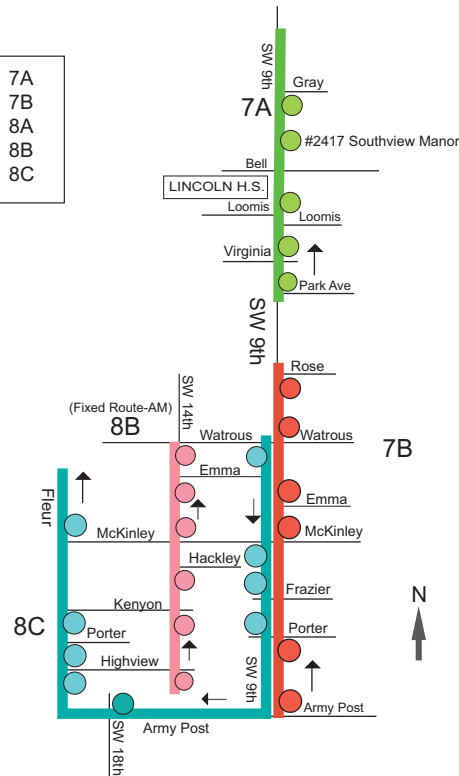 7A
7B
8A
8B
8C
SW 9th
Gray
7A
#2417 Southview Manor
Bell
LINCOLN H.S.
Loomis
Loomis
Virginia
Park Ave
SW 9th
Rose
SW 14th
(Fixed Route-AM)
8B
Watrous
Watrous
7B
Emma
Emma
Fleur
McKinley
McKinley
Hackley
Frazier
Kenyon
N
8C
Porter
Porter
Highview
SW 9th
Army Post
Army Post
SW 18th